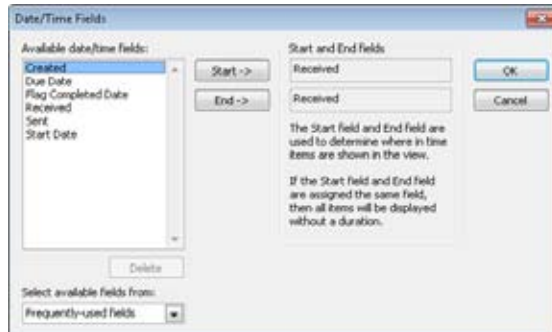 Date/Time Fields
Available date/time fields:
Created
Due Date
Flag Completed Date
Received
Sent
Start Date
Start ->
End ->
Start and End fields
Received
Received
OK
Cancel
The Start field and End field are
used to determine where in time
items are shown in the view.
If the Start field and End field
are assigned the same field,
then all items will be displayed
without a duration.
Delete
Select available fields from:
Frequently-used fields